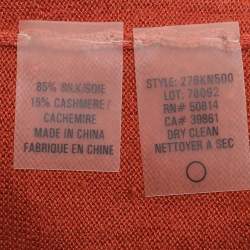 85% SILK/SOIE
15% CASHMERE/
CACHEMIRE
MADE IN CHINA
FABRIQUE EN CHINE
STYLE: 276KN500
LOT: 78092
RN# 50814
CA# 39861
DRY CLEAN
NETTOYER A SEC